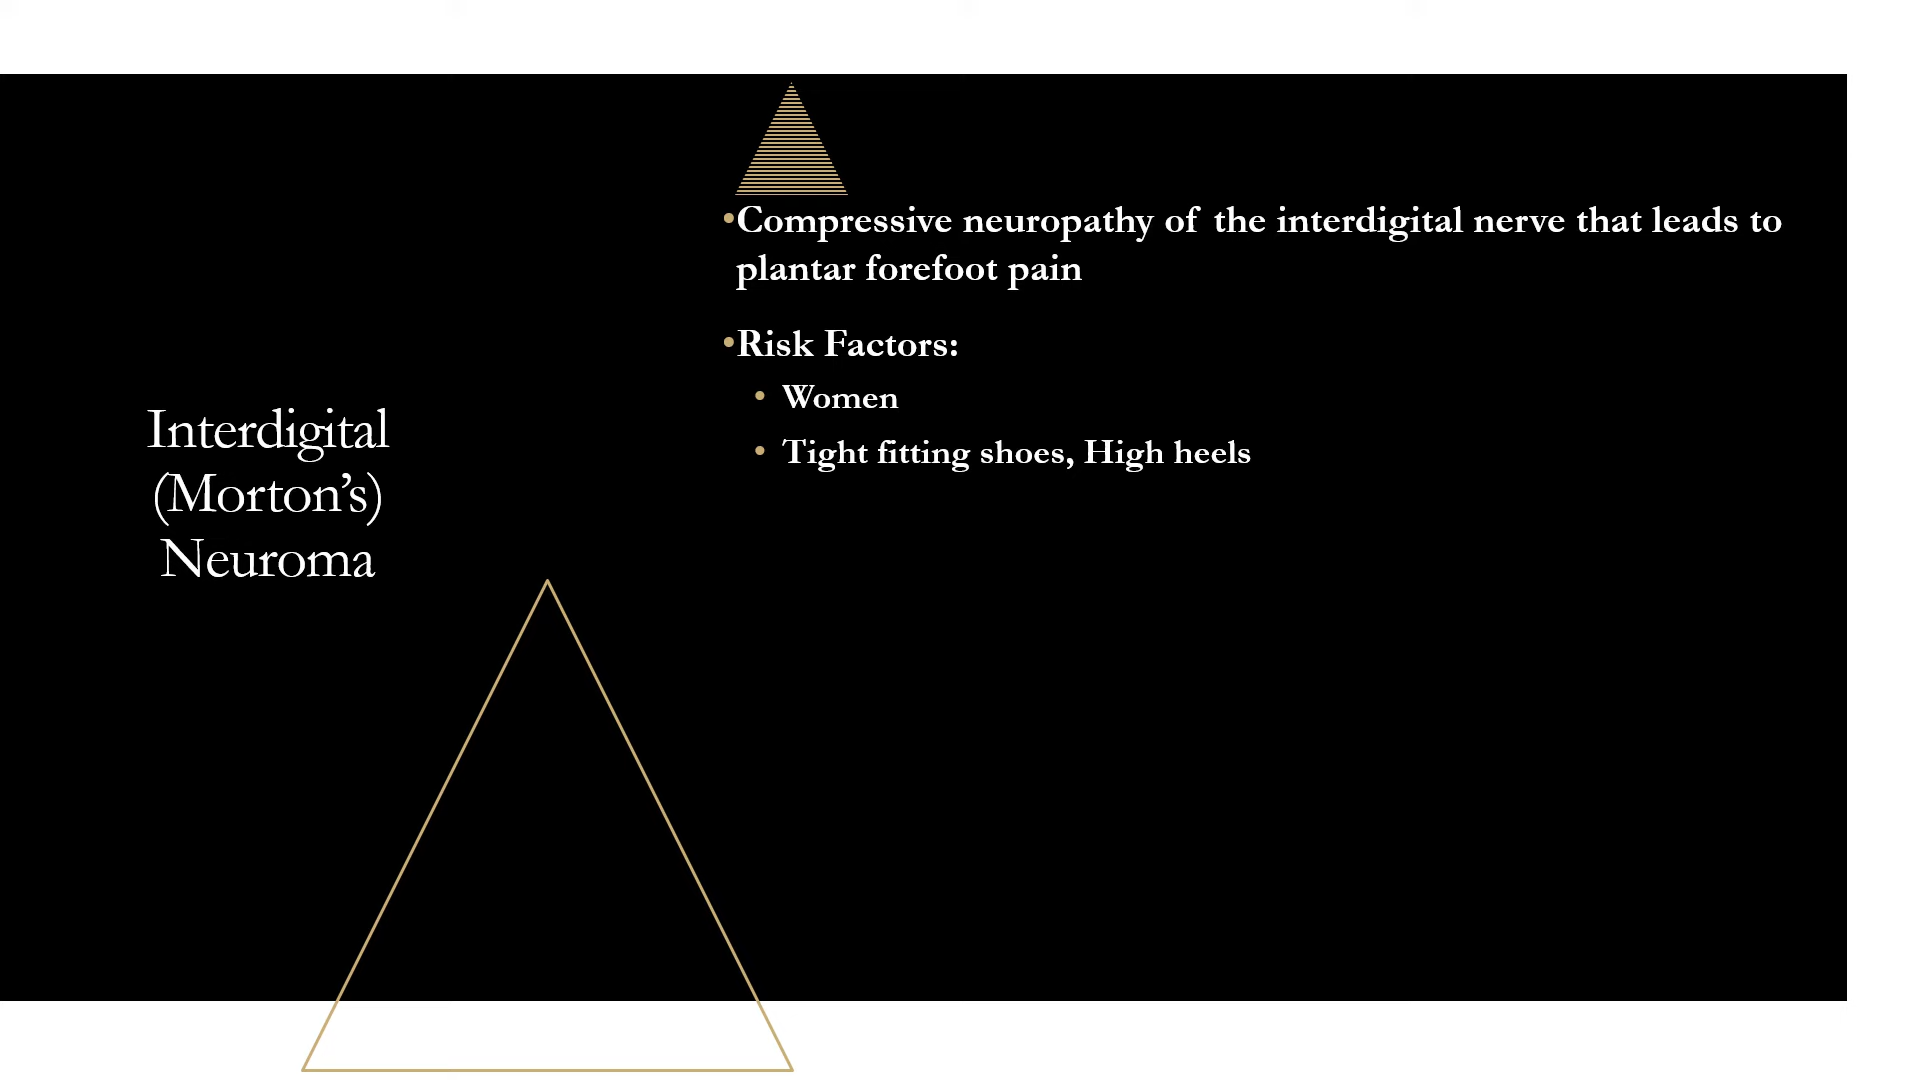 Interdigital
(Morton’s)
Neuroma
•Compressive neuropathy of the interdigital nerve that leads to
plantar forefoot pain
•Risk Factors:
• Women
• Tight fitting shoes, High heels